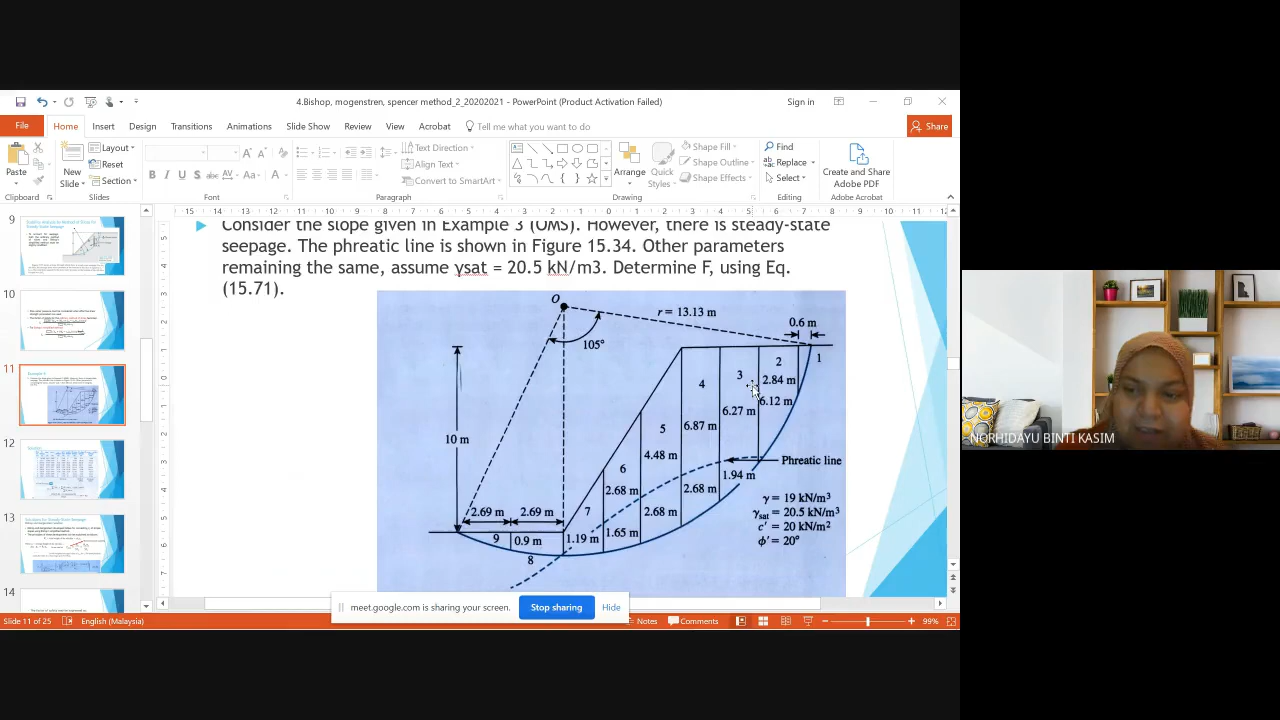 4.Bishop, mogenstren, spencer method_2_20202021 - PowerPoint (Product Activation Failed)
Sign in
File Home Insert Design Transitions Animations Slide Show Review View Acrobat Tell me what you want to do Share
Paste
Clipboard
New Slide
Layout
Reset
Section
Slides
B I U S abc AV Aa A
Font
Text Direction
Align Text
Convert to SmartArt
Paragraph
Arrange
Quick Styles
Shape Fill
Shape Outline
Shape Effects
Drawing
Find
Replace
Select
Editing
Create and Share Adobe PDF
Adobe Acrobat
9
10
11
12
13
14
Consider the slope given in Example 3 (OMS). However, there is steady-state
seepage. The phreatic line is shown in Figure 15.34. Other parameters
remaining the same, assume γsat = 20.5 kN/m3. Determine F, using Eq.
(15.71).
O
r = 13.13 m
105°
0.6 m
1
2
2.84 m
3
6.12 m
4
6.27 m
5
6.87 m
10 m
4.48 m
6
Phreatic line
1.94 m
2.68 m
2.68 m
2.68 m
7
2.69 m
2.69 m
1.65 m
1.19 m
9
0.9 m
8
γ = 19 kN/m³
γsat = 20.5 kN/m³
c′ = 20 kN/m²
ϕ′ = 20°
meet.google.com is sharing your screen.
Stop sharing
Hide
Slide 11 of 25
English (Malaysia)
Notes
Comments
99%
NORHIDAYU BINTI KASIM